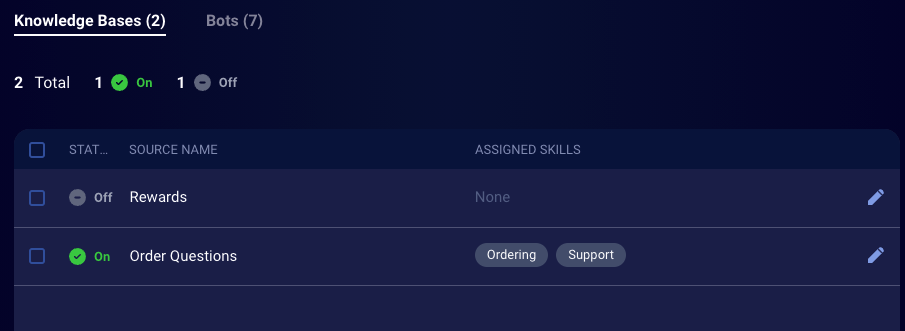 Knowledge Bases (2) Bots (7)
2 Total 1 On 1 Off
STAT... SOURCE NAME ASSIGNED SKILLS
Off Rewards None
On Order Questions Ordering Support